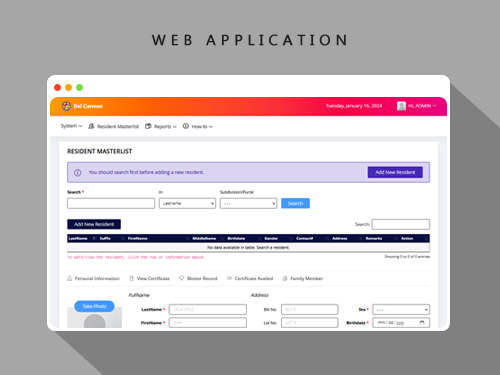 WEB APPLICATION
Del Carmen
Tuesday, January 16, 2024
Hi, ADMIN
System
Resident Masterlist
Reports
How to
RESIDENT MASTERLIST
You should search first before adding a new resident.
Add New Resident
Search * In Subdivision/Purok
Lastname - - - Search
Add New Resident
Search:
LastName Suffix FirstName MiddleName Birthdate Gender Contact# Address Remarks Action
No data available in table. Search a resident.
To edit/view the resident, click the row or information above.
Showing 0 to 0 of 0 entries
Personal Information View Certificate Blotter Record Certificate Availed Family Member
FullName Address
Take Photo
LastName * DELA CRUZ Blk No. Sex * - - -
FirstName * JUAN Lot No. Birthdate * mm/dd/yyyy